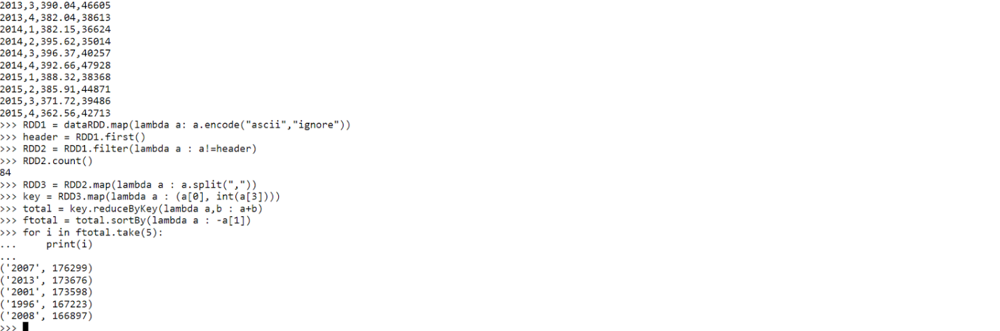 2013,3,390.04,46605
2013,4,382.04,38613
2014,1,382.15,36624
2014,2,395.62,35014
2014,3,396.37,40257
2014,4,392.66,47928
2015,1,388.32,38368
2015,2,385.91,44871
2015,3,371.72,39486
2015,4,362.56,42713
>>> RDD1 = dataRDD.map(lambda a: a.encode("ascii","ignore"))
>>> header = RDD1.first()
>>> RDD2 = RDD1.filter(lambda a : a!=header)
>>> RDD2.count()
84
>>> RDD3 = RDD2.map(lambda a : a.split(","))
>>> key = RDD3.map(lambda a : (a[0], int(a[3])))
>>> total = key.reduceByKey(lambda a,b : a+b)
>>> ftotal = total.sortBy(lambda a : -a[1])
>>> for i in ftotal.take(5):
...     print(i)
...
('2007', 176299)
('2013', 173676)
('2001', 173598)
('1996', 167223)
('2008', 166897)
>>>